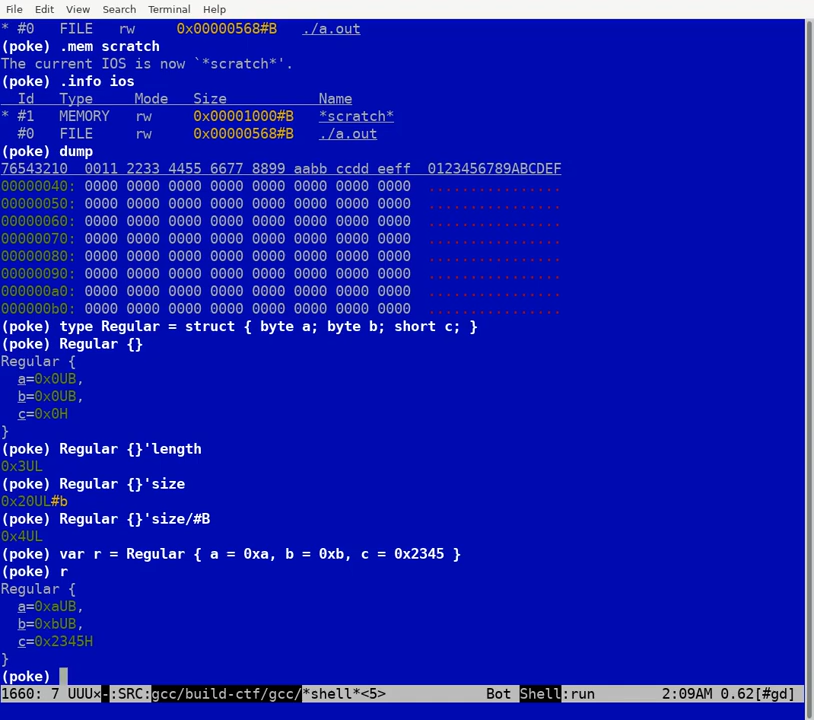 File Edit View Search Terminal Help
* #0   FILE   rw     0x00000568#B   ./a.out
(poke) .mem scratch
The current IOS is now `*scratch*'.
(poke) .info ios
  Id   Type     Mode   Size           Name
* #1   MEMORY   rw     0x00001000#B   *scratch*
  #0   FILE     rw     0x00000568#B   ./a.out
(poke) dump
76543210  0011 2233 4455 6677 8899 aabb ccdd eeff  0123456789ABCDEF
00000040: 0000 0000 0000 0000 0000 0000 0000 0000  ................
00000050: 0000 0000 0000 0000 0000 0000 0000 0000  ................
00000060: 0000 0000 0000 0000 0000 0000 0000 0000  ................
00000070: 0000 0000 0000 0000 0000 0000 0000 0000  ................
00000080: 0000 0000 0000 0000 0000 0000 0000 0000  ................
00000090: 0000 0000 0000 0000 0000 0000 0000 0000  ................
000000a0: 0000 0000 0000 0000 0000 0000 0000 0000  ................
000000b0: 0000 0000 0000 0000 0000 0000 0000 0000  ................
(poke) type Regular = struct { byte a; byte b; short c; }
(poke) Regular {}
Regular {
  a=0x0UB,
  b=0x0UB,
  c=0x0H
}
(poke) Regular {}'length
0x3UL
(poke) Regular {}'size
0x20UL#b
(poke) Regular {}'size/#B
0x4UL
(poke) var r = Regular { a = 0xa, b = 0xb, c = 0x2345 }
(poke) r
Regular {
  a=0xaUB,
  b=0xbUB,
  c=0x2345H
}
(poke)
1660: 7 UUU×-:SRC:gcc/build-ctf/gcc/*shell*<5>            Bot Shell:run        2:09AM 0.62[#gd]